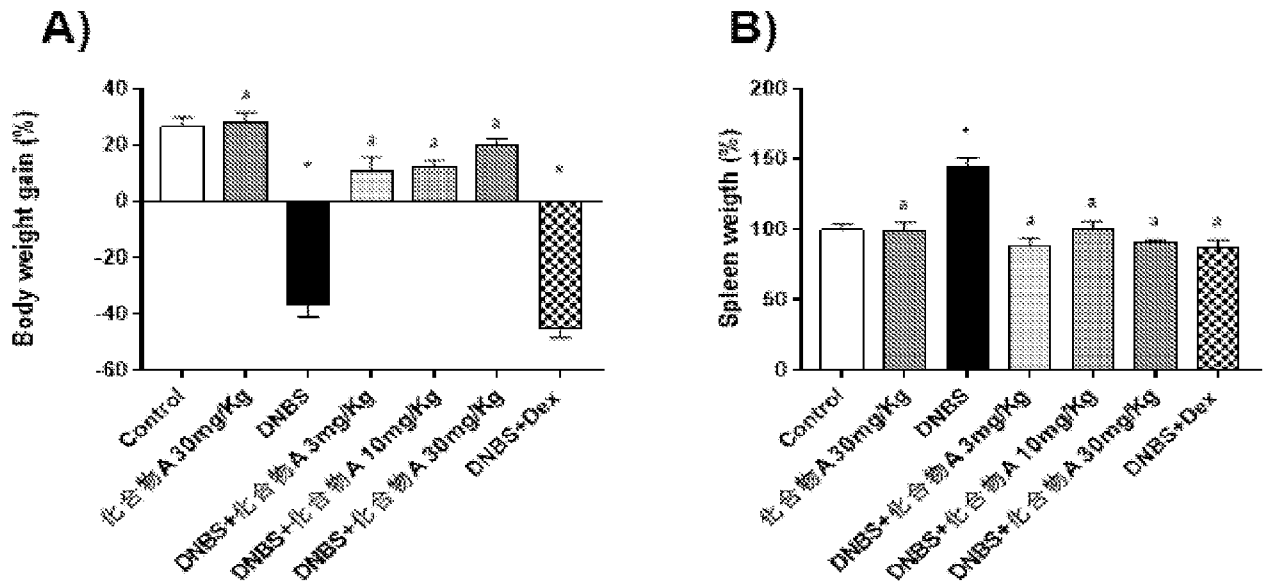 A)
Body weight gain (%)
40
20
0
-20
-40
-60
*
a
a
a
a
*
Control
化合物A 30mg/Kg
DNBS
DNBS+化合物A 3mg/Kg
DNBS+化合物A 10mg/Kg
DNBS+化合物A 30mg/Kg
DNBS+Dex
B)
Spleen weigth (%)
200
150
100
50
0
*
a
a
a
a
a
Control
化合物A 30mg/Kg
DNBS
DNBS+化合物A 3mg/Kg
DNBS+化合物A 10mg/Kg
DNBS+化合物A 30mg/Kg
DNBS+Dex